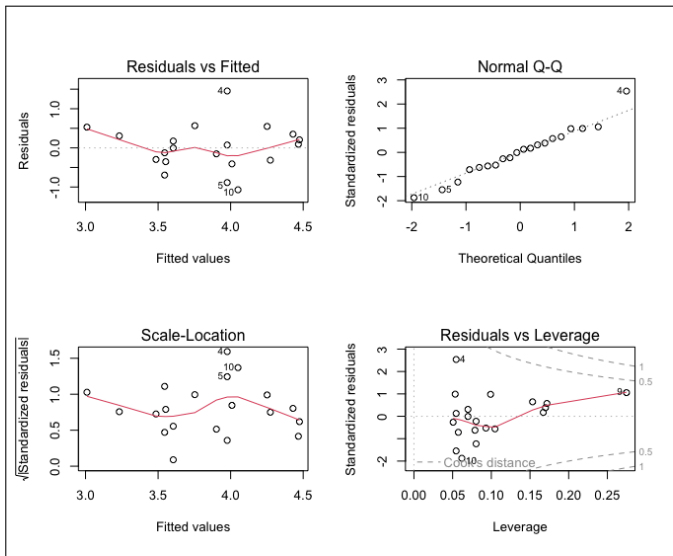 Residuals vs Fitted
Residuals
1.0
0.0
-1.0
4
5
10
3.0 3.5 4.0 4.5
Fitted values
Normal Q-Q
Standardized residuals
3
2
1
0
-1
-2
4
5
10
-2 -1 0 1 2
Theoretical Quantiles
Scale-Location
√|Standardized residuals|
1.5
1.0
0.5
0.0
4
10
5
3.0 3.5 4.0 4.5
Fitted values
Residuals vs Leverage
Standardized residuals
3
2
1
0
-2
4
9
10
1
0.5
0.5
1
Cook's distance
0.00 0.05 0.10 0.15 0.20 0.25
Leverage